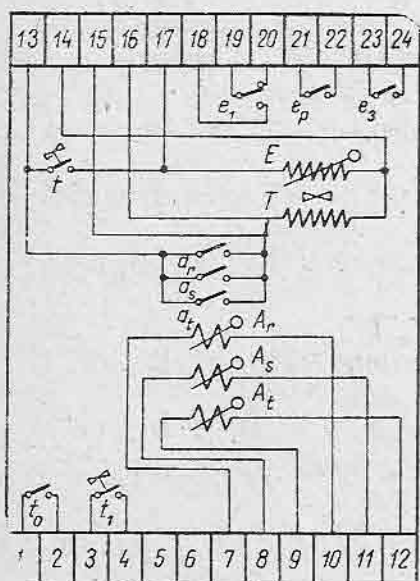 13 14 15 16 17 18 19 20 21 22 23 24
e₁ eₚ e₃
t E
T
aᵣ
aₛ
aₜ Aᵣ
Aₛ
Aₜ
t₀ t₁
1 2 3 4 5 6 7 8 9 10 11 12